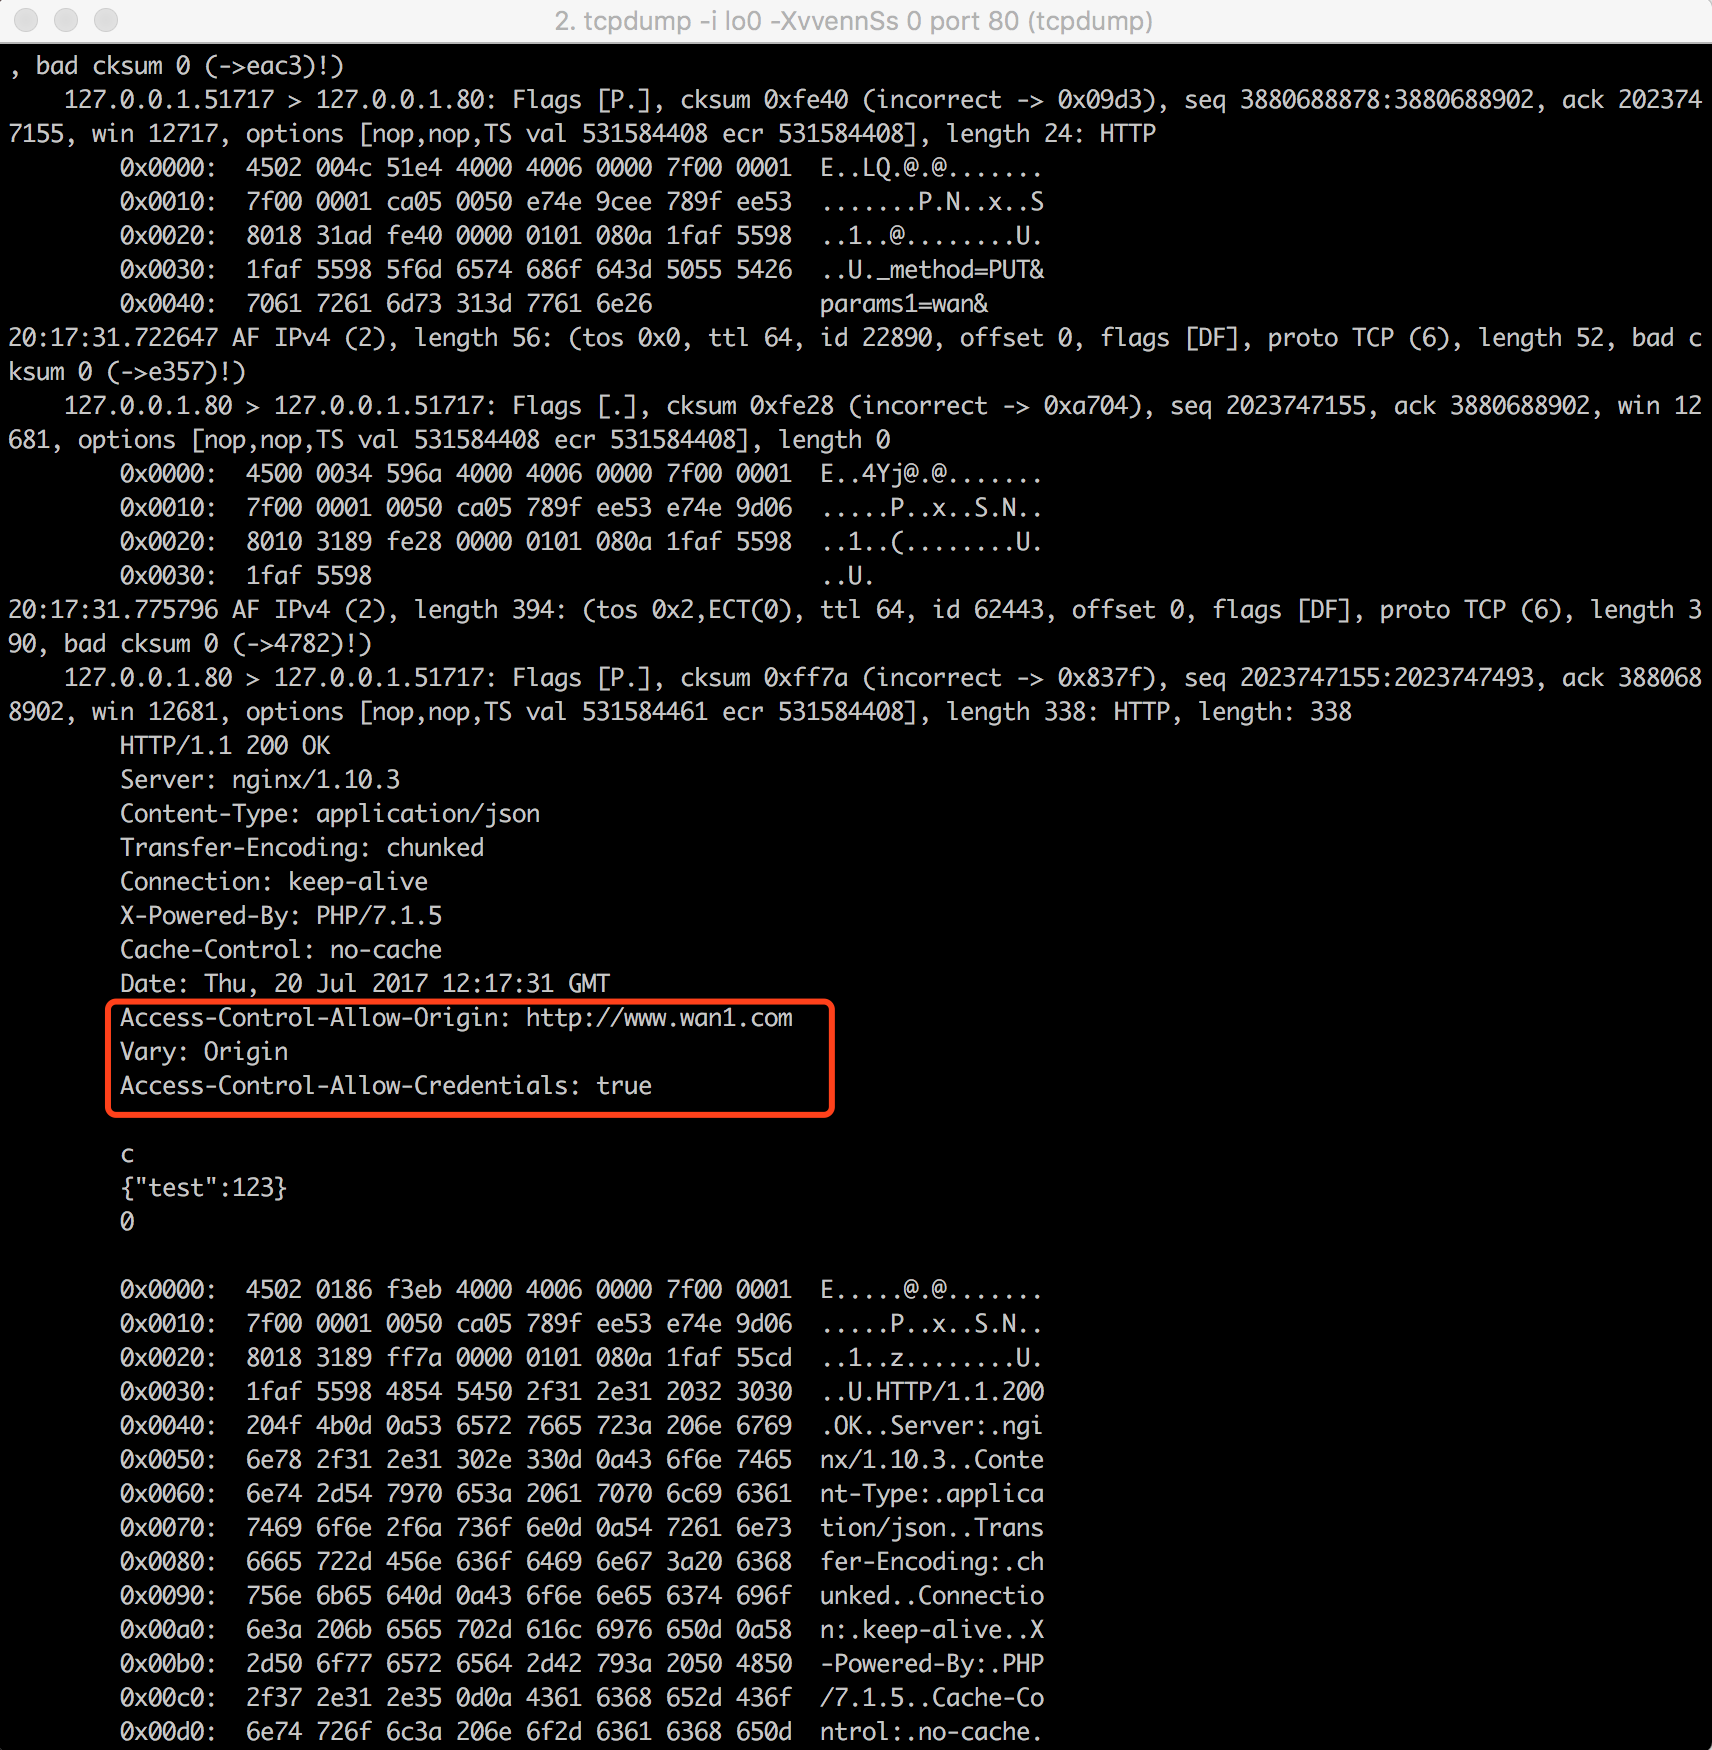 2. tcpdump -i lo0 -XvvennSs 0 port 80 (tcpdump)
, bad cksum 0 (->eac3)!)
    127.0.0.1.51717 > 127.0.0.1.80: Flags [P.], cksum 0xfe40 (incorrect -> 0x09d3), seq 3880688878:3880688902, ack 202374
7155, win 12717, options [nop,nop,TS val 531584408 ecr 531584408], length 24: HTTP
        0x0000:  4502 004c 51e4 4000 4006 0000 7f00 0001  E..LQ.@.@.......
        0x0010:  7f00 0001 ca05 0050 e74e 9cee 789f ee53  .......P.N..x..S
        0x0020:  8018 31ad fe40 0000 0101 080a 1faf 5598  ..1..@........U.
        0x0030:  1faf 5598 5f6d 6574 686f 643d 5055 5426  ..U._method=PUT&
        0x0040:  7061 7261 6d73 313d 7761 6e26            params1=wan&
20:17:31.722647 AF IPv4 (2), length 56: (tos 0x0, ttl 64, id 22890, offset 0, flags [DF], proto TCP (6), length 52, bad c
ksum 0 (->e357)!)
    127.0.0.1.80 > 127.0.0.1.51717: Flags [.], cksum 0xfe28 (incorrect -> 0xa704), seq 2023747155, ack 3880688902, win 12
681, options [nop,nop,TS val 531584408 ecr 531584408], length 0
        0x0000:  4500 0034 596a 4000 4006 0000 7f00 0001  E..4Yj@.@.......
        0x0010:  7f00 0001 0050 ca05 789f ee53 e74e 9d06  .....P..x..S.N..
        0x0020:  8010 3189 fe28 0000 0101 080a 1faf 5598  ..1..(........U.
        0x0030:  1faf 5598                                ..U.
20:17:31.775796 AF IPv4 (2), length 394: (tos 0x2,ECT(0), ttl 64, id 62443, offset 0, flags [DF], proto TCP (6), length 3
90, bad cksum 0 (->4782)!)
    127.0.0.1.80 > 127.0.0.1.51717: Flags [P.], cksum 0xff7a (incorrect -> 0x837f), seq 2023747155:2023747493, ack 388068
8902, win 12681, options [nop,nop,TS val 531584461 ecr 531584408], length 338: HTTP, length: 338
        HTTP/1.1 200 OK
        Server: nginx/1.10.3
        Content-Type: application/json
        Transfer-Encoding: chunked
        Connection: keep-alive
        X-Powered-By: PHP/7.1.5
        Cache-Control: no-cache
        Date: Thu, 20 Jul 2017 12:17:31 GMT
        Access-Control-Allow-Origin: http://www.wan1.com
        Vary: Origin
        Access-Control-Allow-Credentials: true

        c
        {"test":123}
        0

        0x0000:  4502 0186 f3eb 4000 4006 0000 7f00 0001  E.....@.@.......
        0x0010:  7f00 0001 0050 ca05 789f ee53 e74e 9d06  .....P..x..S.N..
        0x0020:  8018 3189 ff7a 0000 0101 080a 1faf 55cd  ..1..z........U.
        0x0030:  1faf 5598 4854 5450 2f31 2e31 2032 3030  ..U.HTTP/1.1.200
        0x0040:  204f 4b0d 0a53 6572 7665 723a 206e 6769  .OK..Server:.ngi
        0x0050:  6e78 2f31 2e31 302e 330d 0a43 6f6e 7465  nx/1.10.3..Conte
        0x0060:  6e74 2d54 7970 653a 2061 7070 6c69 6361  nt-Type:.applica
        0x0070:  7469 6f6e 2f6a 736f 6e0d 0a54 7261 6e73  tion/json..Trans
        0x0080:  6665 722d 456e 636f 6469 6e67 3a20 6368  fer-Encoding:.ch
        0x0090:  756e 6b65 640d 0a43 6f6e 6e65 6374 696f  unked..Connectio
        0x00a0:  6e3a 206b 6565 702d 616c 6976 650d 0a58  n:.keep-alive..X
        0x00b0:  2d50 6f77 6572 6564 2d42 793a 2050 4850  -Powered-By:.PHP
        0x00c0:  2f37 2e31 2e35 0d0a 4361 6368 652d 436f  /7.1.5..Cache-Co
        0x00d0:  6e74 726f 6c3a 206e 6f2d 6361 6368 650d  ntrol:.no-cache.